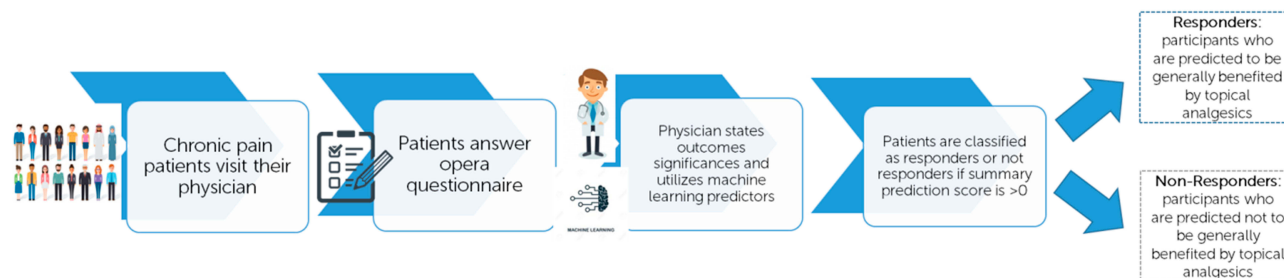 Chronic pain
patients visit their
physician
Patients answer
opera
questionnaire
MACHINE LEARNING
Physician states
outcomes
significances and
utilizes machine
learning predictors
Patients are classified
as responders or not
responders if summary
prediction score is >0
Responders:
participants who
are predicted to be
generally benefited
by topical
analgesics
Non-Responders:
participants who
are predicted not to
be generally
benefited by topical
analgesics